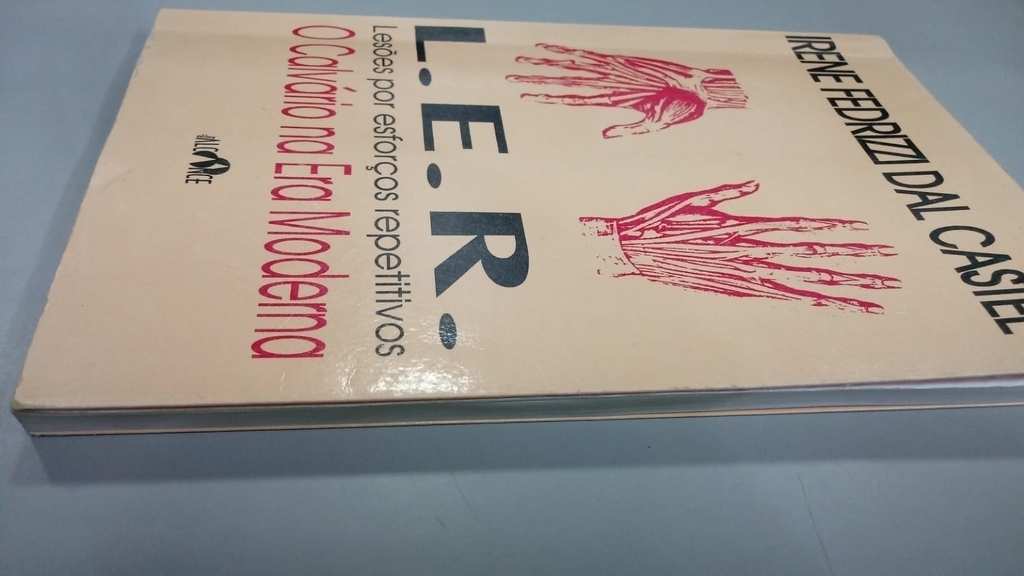 IRENE FEDRIZZI DAL CASTEL
L.E.R.
Lesões por esforços repetitivos
O Calvário na Era Moderna